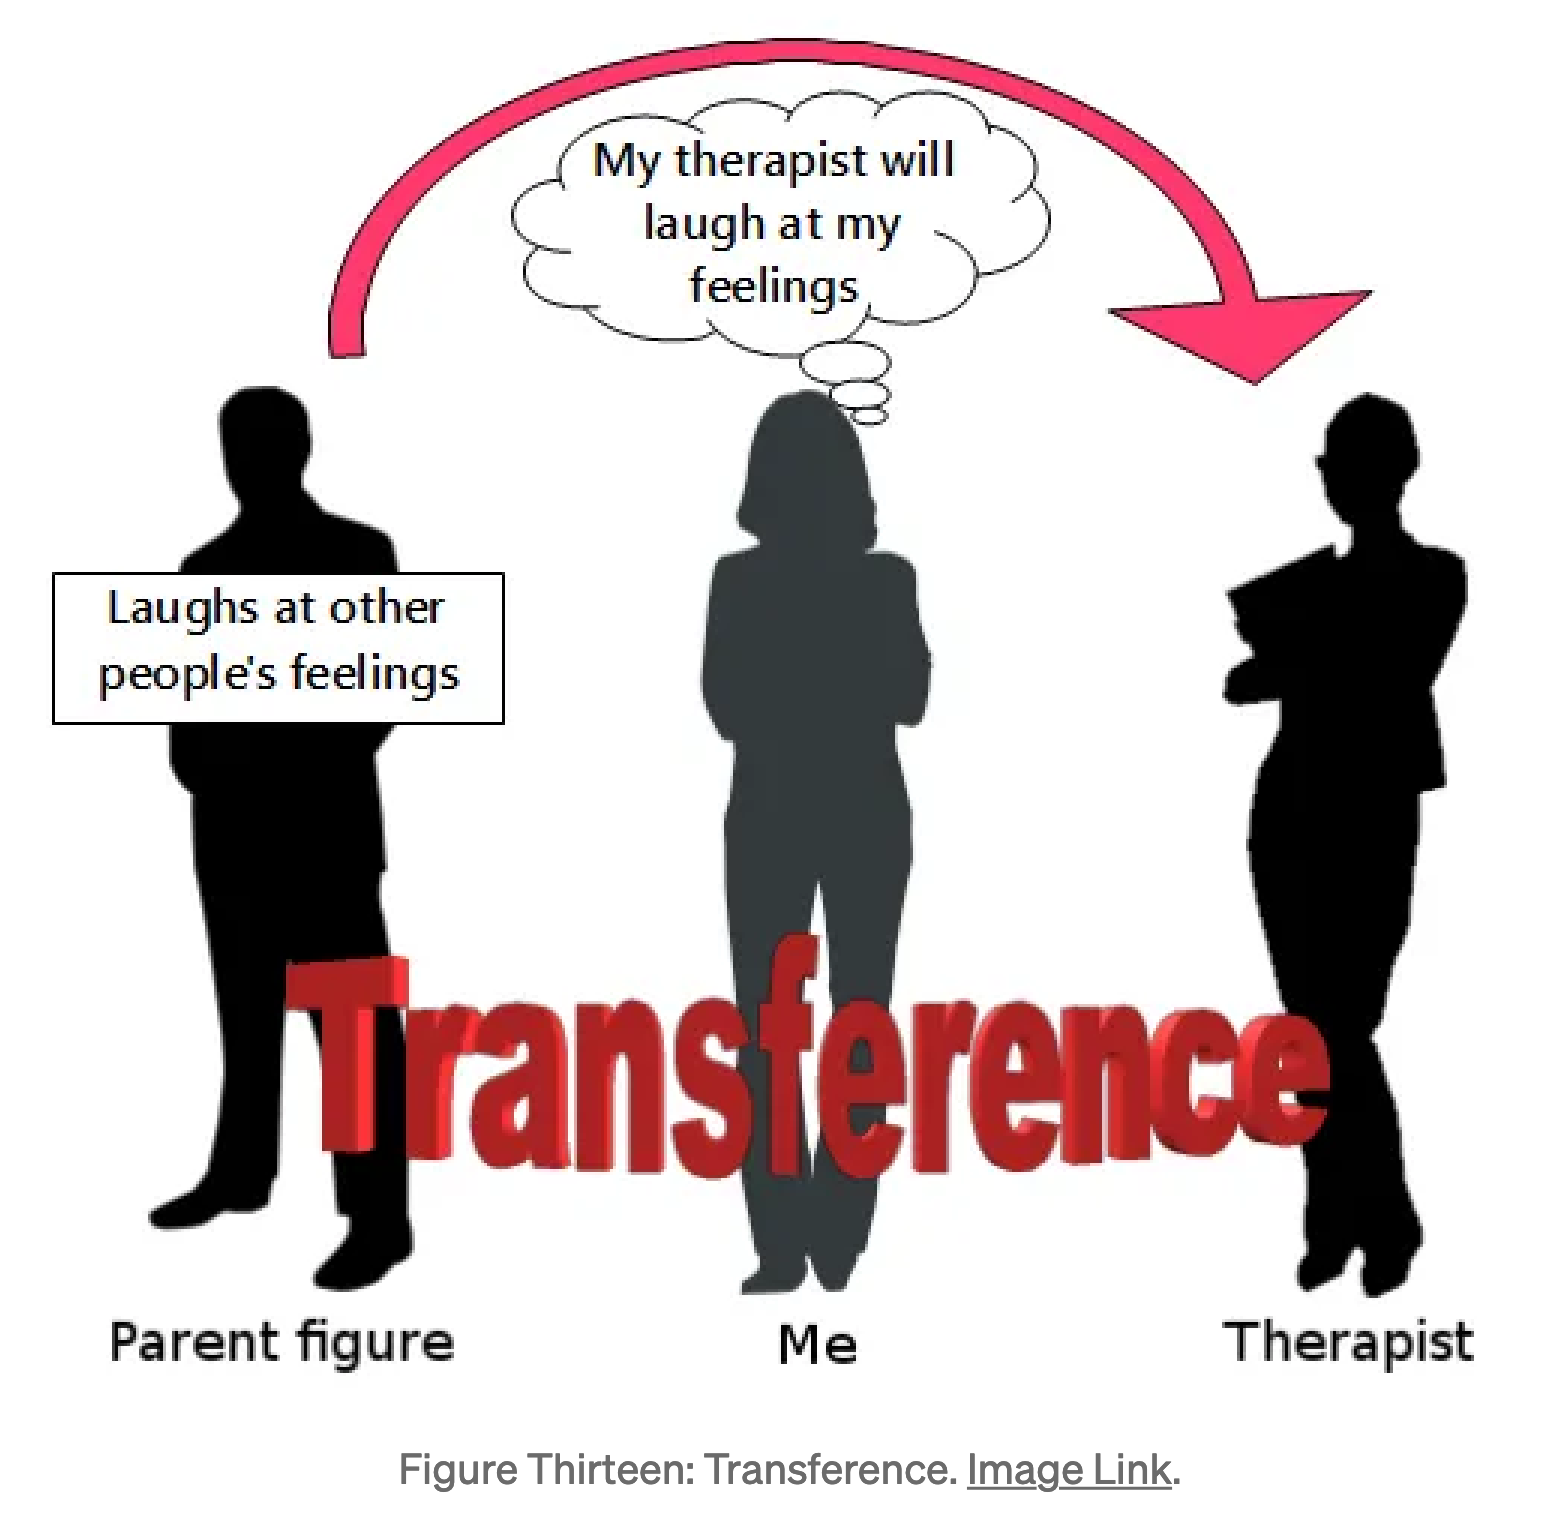 My therapist will
laugh at my
feelings
Laughs at other
people's feelings
Transference
Parent figure
Me
Therapist
Figure Thirteen: Transference. Image Link.